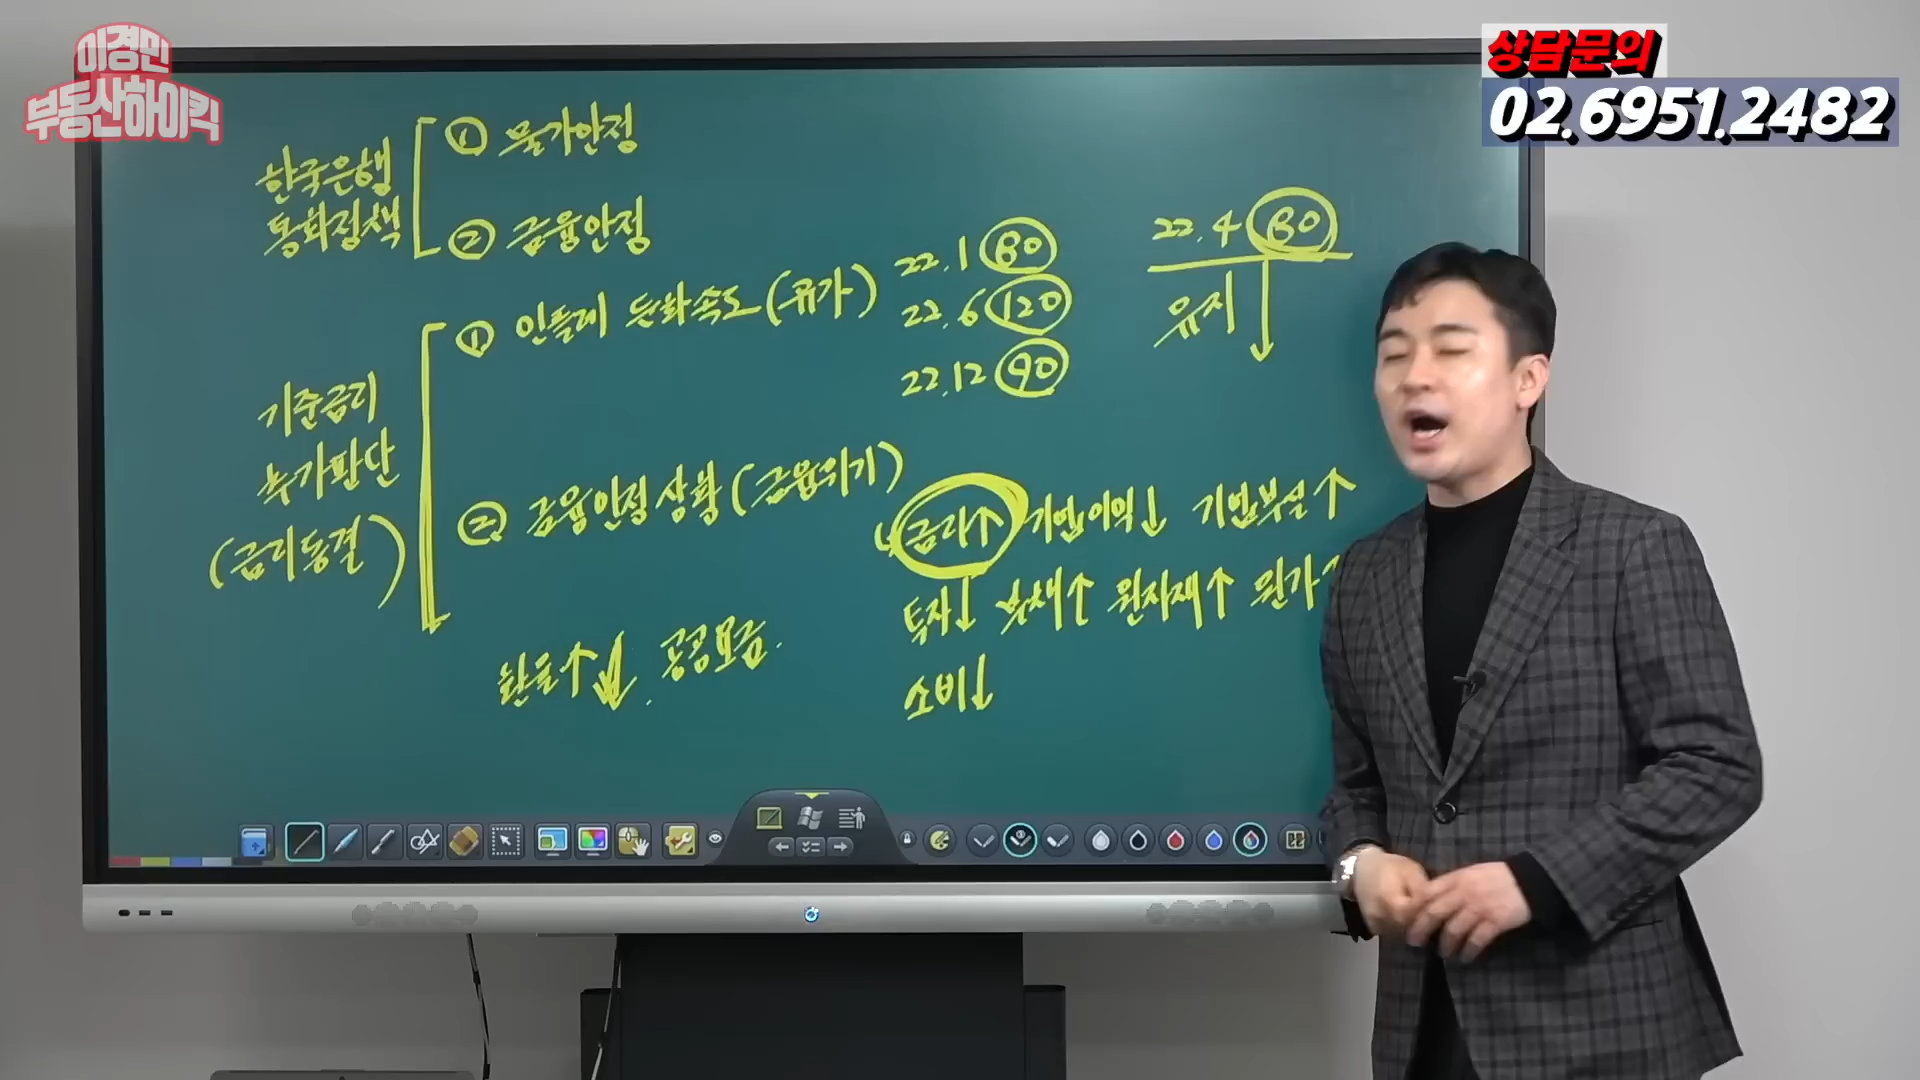 이경민
부동산하이킥
상담문의
02.6951.2482
한국은행
통화정책
① 물가안정
② 금융안정
기준금리
추가판단
(금리동결)
① 인플레 둔화속도 (유가)
22.1 80
22.6 120
22.12 90
22.4 80
유지 ↓
② 금융안정상황 (금융위기)
금리↑ 기업이익↓ 기업부실↑
투자↓ 부채↑ 원자재↑ 원가↑
소비↓
환율↑↓. 공공요금.